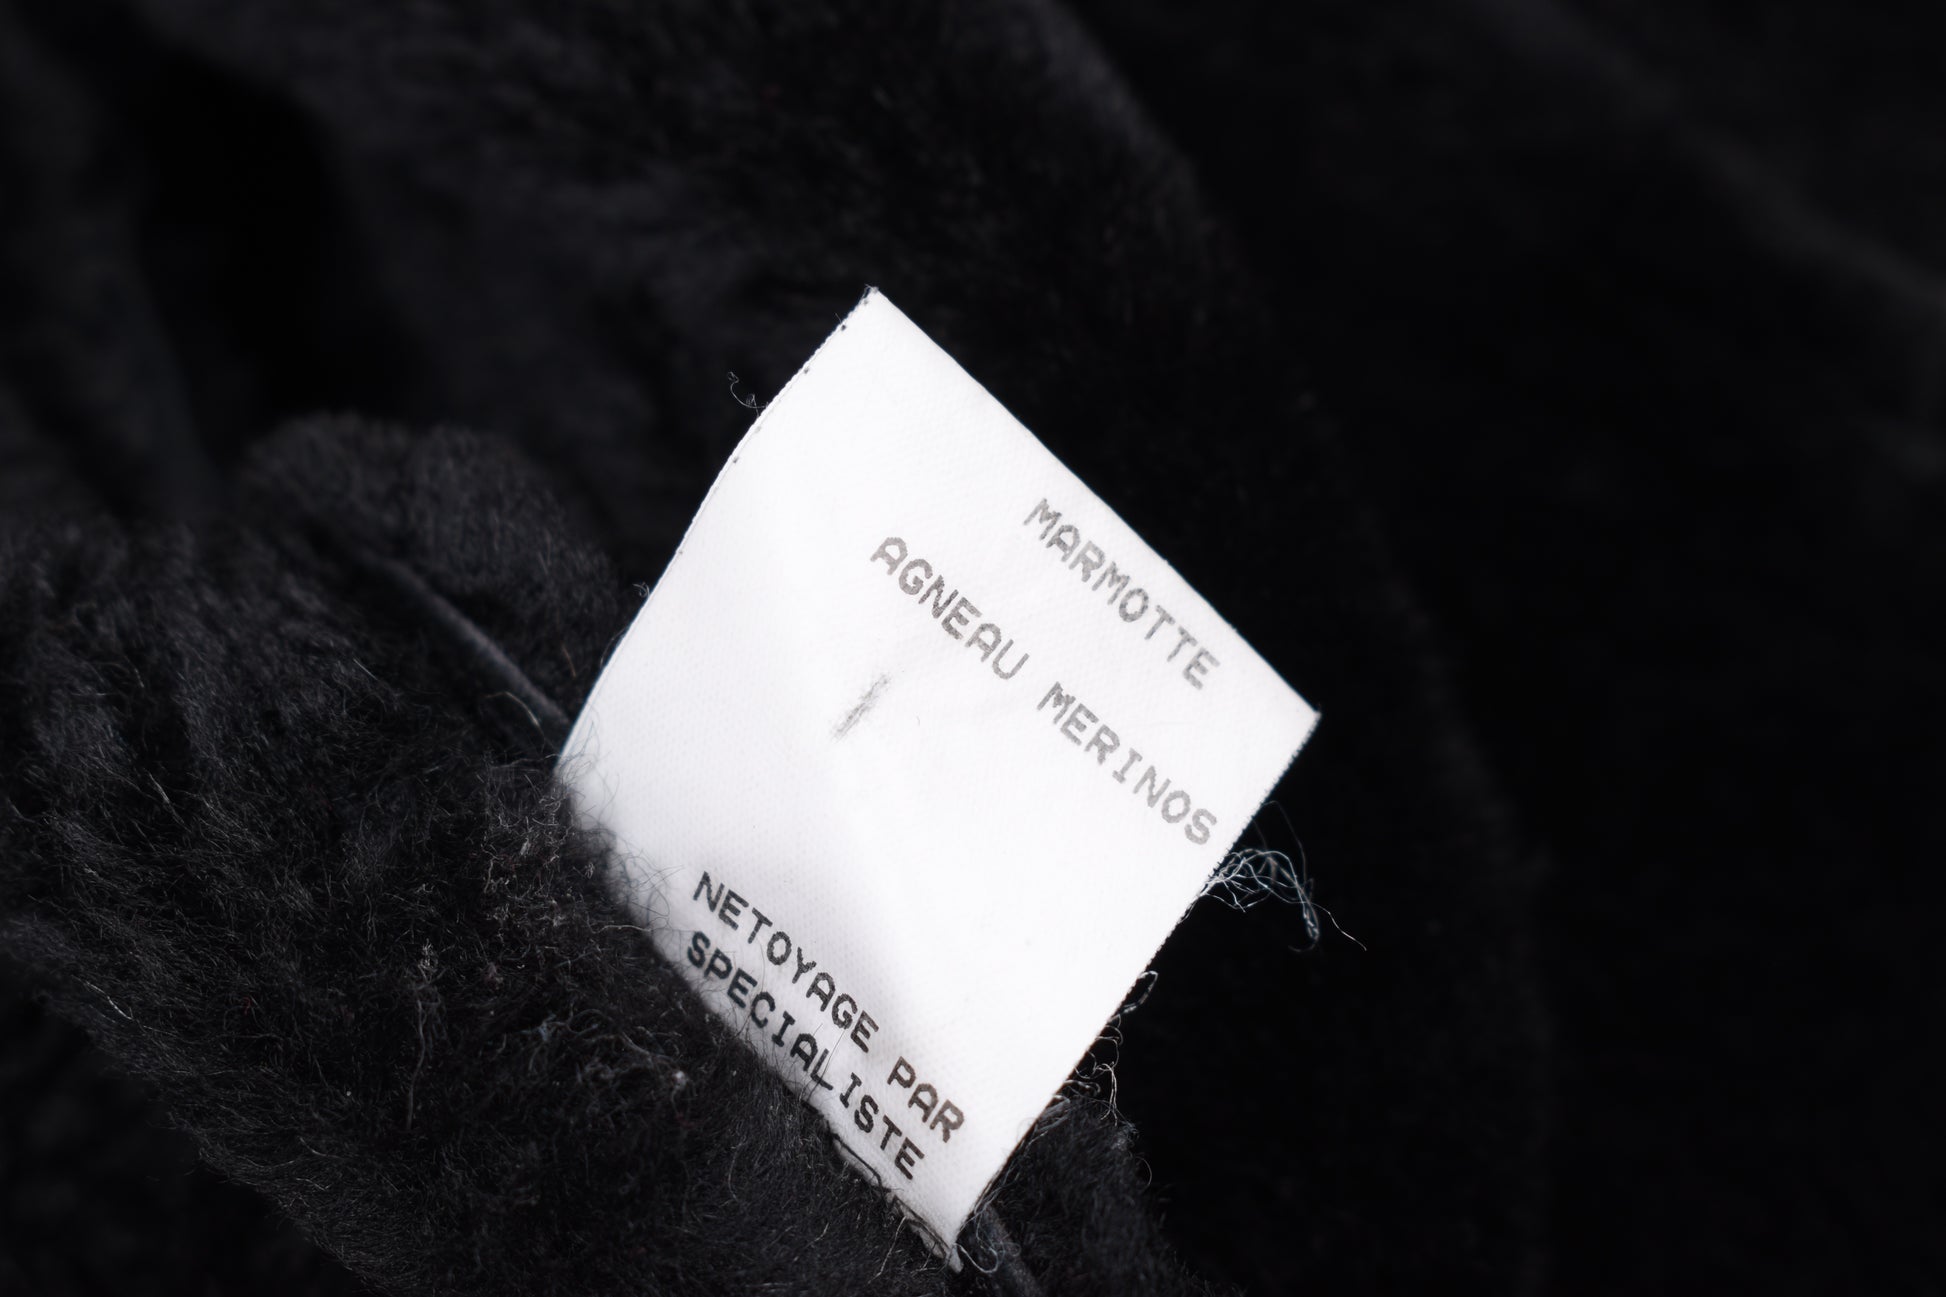 MARMOTTE
AGNEAU MERINOS
NETOYAGE PAR
SPECIALISTE